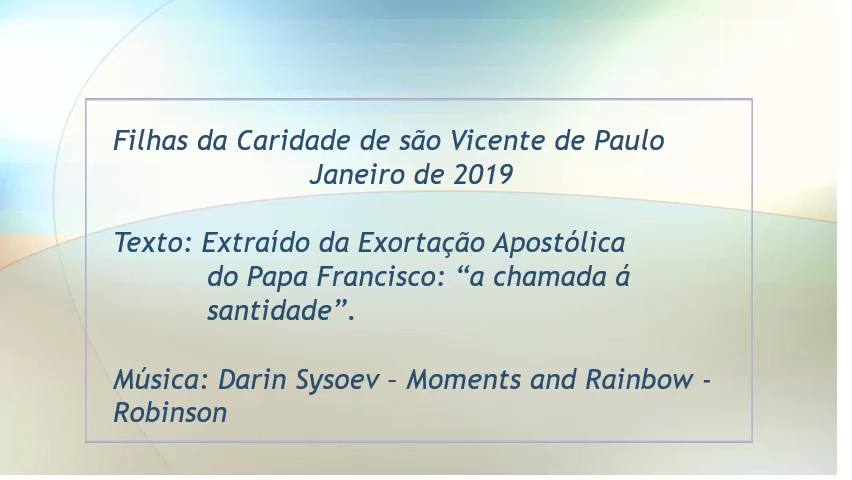 Filhas da Caridade de são Vicente de Paulo
Janeiro de 2019
Texto: Extraído da Exortação Apostólica
do Papa Francisco: “a chamada á
santidade”.
Música: Darin Sysoev – Moments and Rainbow -
Robinson